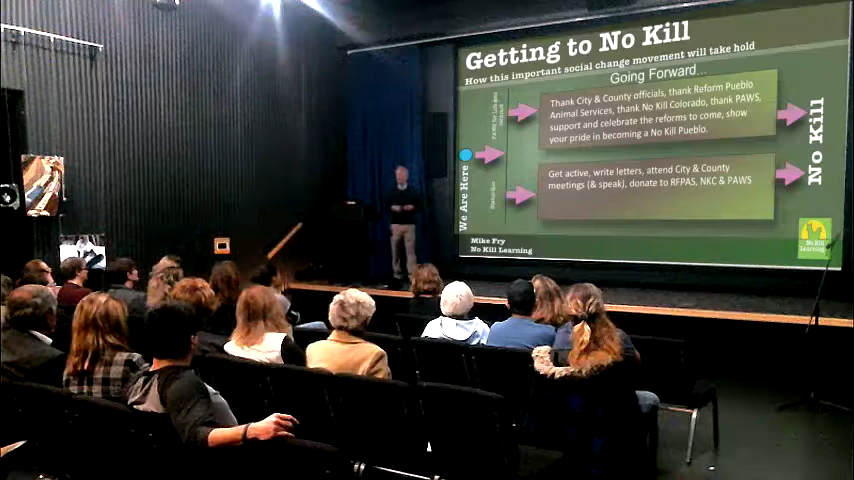 Getting to No Kill
How this important social change movement will take hold
Going Forward...
We Are Here
Thank City & County officials, thank Reform Pueblo
Animal Services, thank No Kill Colorado, thank PAWS,
support and celebrate the reforms to come, show
your pride in becoming a No Kill Pueblo.
Get active, write letters, attend City & County
meetings (& speak), donate to RFPAS, NKC & PAWS
No Kill
Mike Fry
No Kill Learning
No Kill
Learning